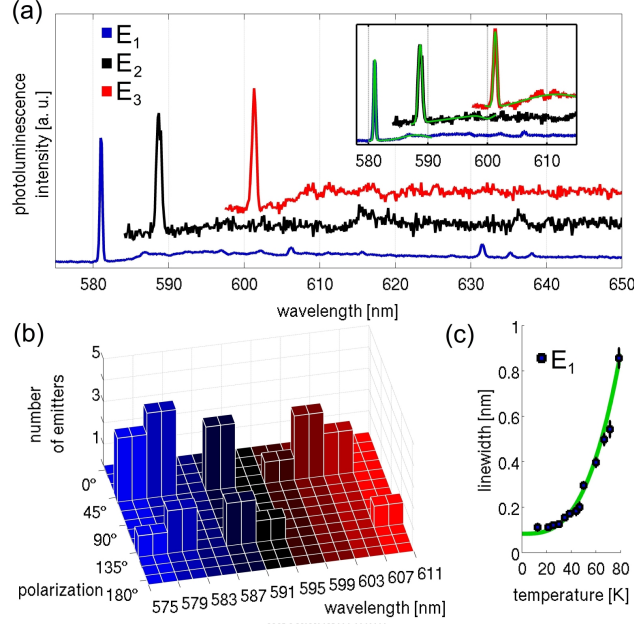 (a)
E1
E2
E3
photoluminescence
intensity [a. u.]
580 590 600 610
580 590 600 610 620 630 640 650
wavelength [nm]
(b)
number
of emitters
5
3
1
0°
45°
90°
135°
180°
polarization
575 579 583 587 591 595 599 603 607 611
wavelength [nm]
(c)
E1
linewidth [nm]
1
0.8
0.6
0.4
0.2
0
0 20 40 60 80
temperature [K]